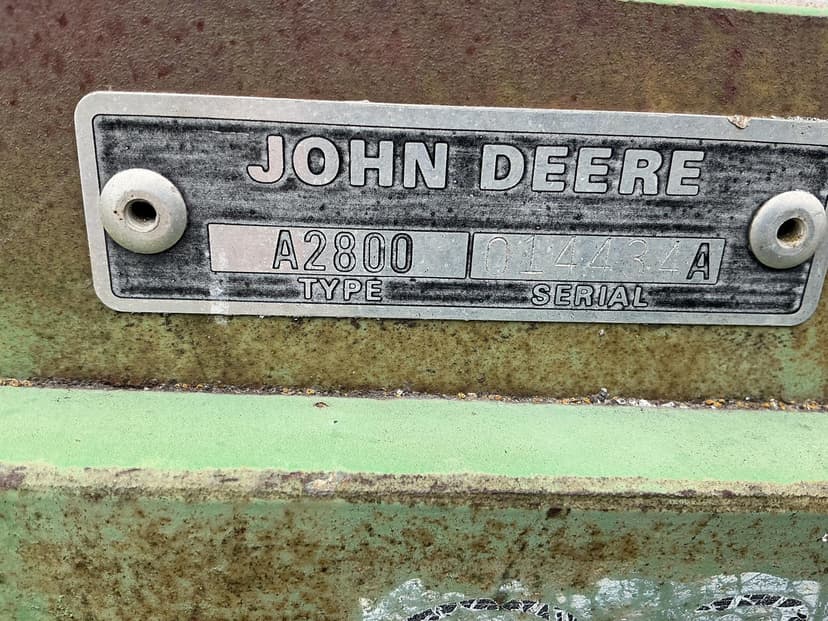 JOHN DEERE
A2800 014434A
TYPE SERIAL